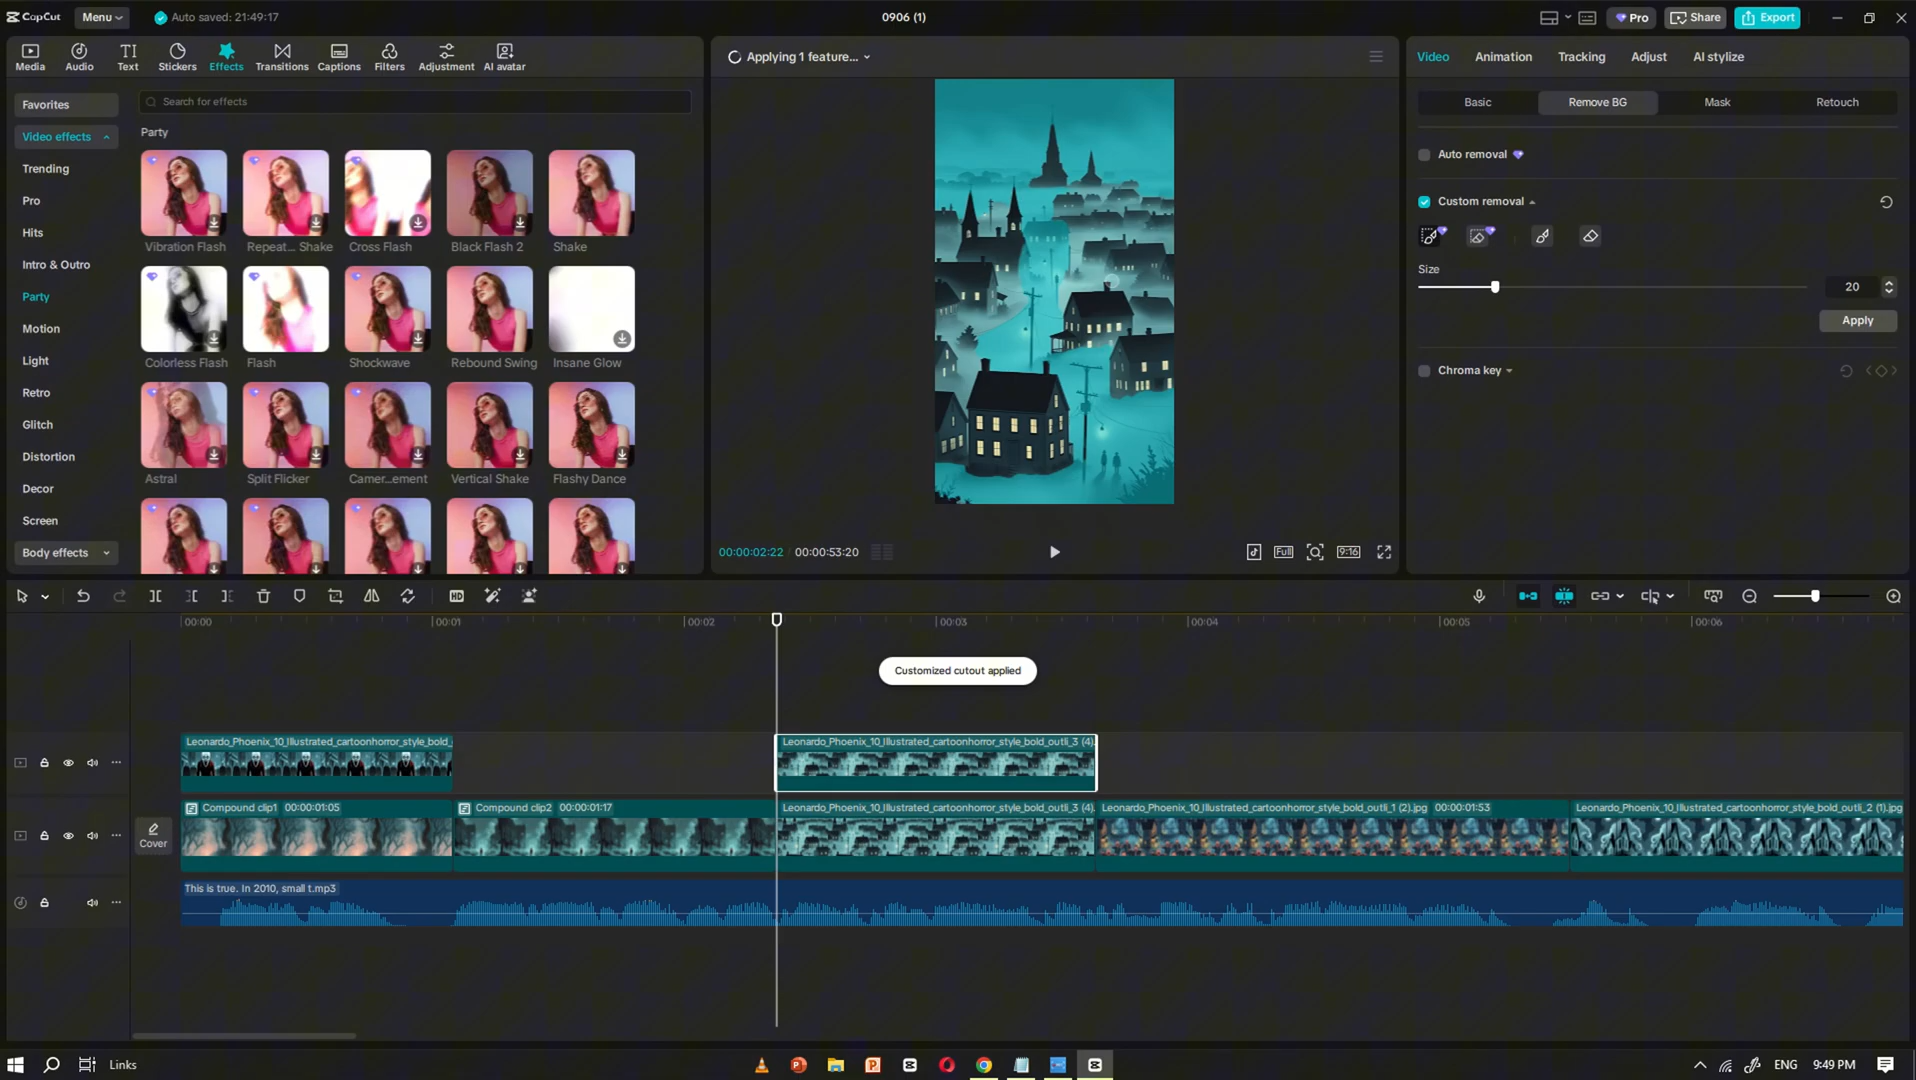 CapCut
Menu
Auto saved: 21:49:17
0906 (1)
Pro
Share
Export
Media
Audio
Text
Stickers
Effects
Transitions
Captions
Filters
Adjustment
AI avatar
Favorites
Search for effects
Video effects
Trending
Pro
Hits
Intro & Outro
Party
Motion
Light
Retro
Glitch
Distortion
Decor
Screen
Body effects
Party
Vibration Flash
Repeat... Shake
Cross Flash
Black Flash 2
Shake
Colorless Flash
Flash
Shockwave
Rebound Swing
Insane Glow
Astral
Split Flicker
Camer...ement
Vertical Shake
Flashy Dance
Applying 1 feature...
00:00:02:22 / 00:00:53:20
Full
9:16
Video
Animation
Tracking
Adjust
AI stylize
Basic
Remove BG
Mask
Retouch
Auto removal
Custom removal
Size
20
Apply
Chroma key
HD
00:00
00:01
00:02
00:03
00:04
00:05
00:06
Customized cutout applied
Leonardo_Phoenix_10_Illustrated_cartoonhorror_style_bold_
Leonardo_Phoenix_10_Illustrated_cartoonhorror_style_bold_outli_3 (4).
Cover
Compound clip1 00:00:01:05
Compound clip2 00:00:01:17
Leonardo_Phoenix_10_Illustrated_cartoonhorror_style_bold_outli_3 (4).
Leonardo_Phoenix_10_Illustrated_cartoonhorror_style_bold_outli_1 (2).jpg 00:00:01:53
Leonardo_Phoenix_10_Illustrated_cartoonhorror_style_bold_outli_2 (1).jpg
This is true. In 2010, small t.mp3
Links
ENG
9:49 PM